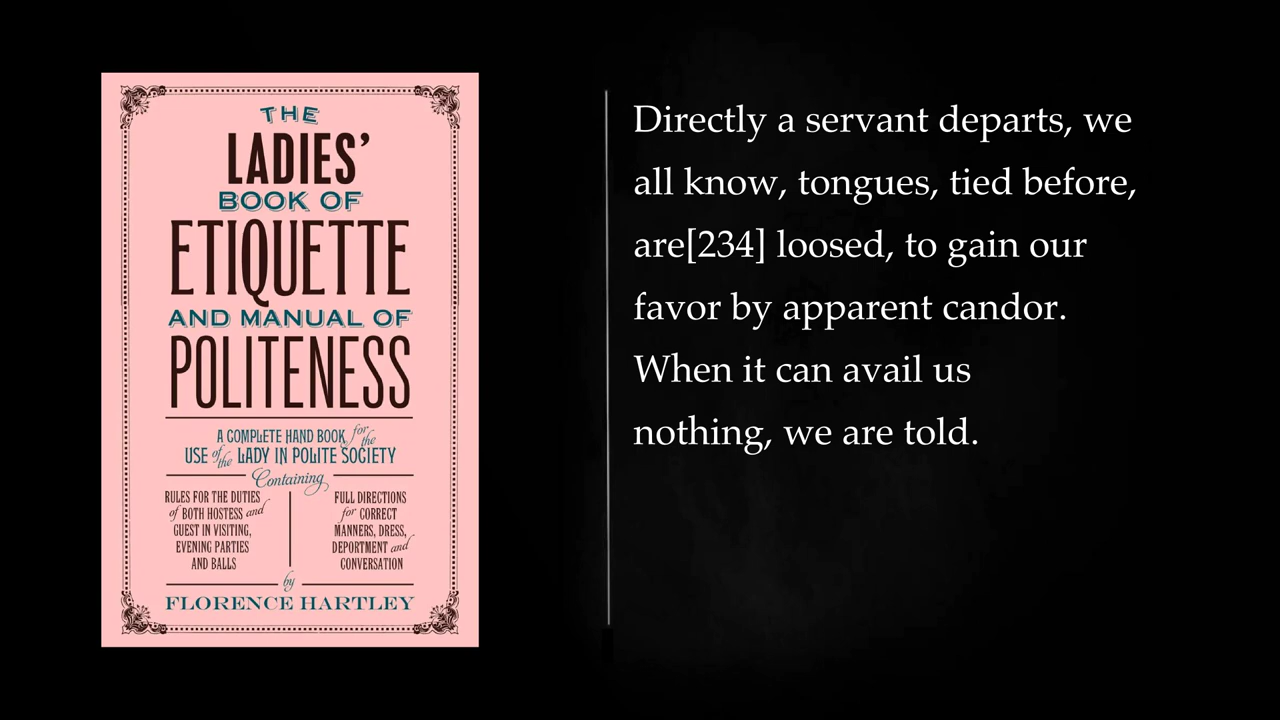 THE
LADIES'
BOOK OF
ETIQUETTE
AND MANUAL OF
POLITENESS
A COMPLETE HAND BOOK for the
USE of the LADY IN POLITE SOCIETY
Containing
RULES FOR THE DUTIES
of BOTH HOSTESS and
GUEST IN VISITING,
EVENING PARTIES
AND BALLS
FULL DIRECTIONS
for CORRECT
MANNERS, DRESS,
DEPORTMENT and
CONVERSATION
by
FLORENCE HARTLEY
Directly a servant departs, we
all know, tongues, tied before,
are[234] loosed, to gain our
favor by apparent candor.
When it can avail us
nothing, we are told.